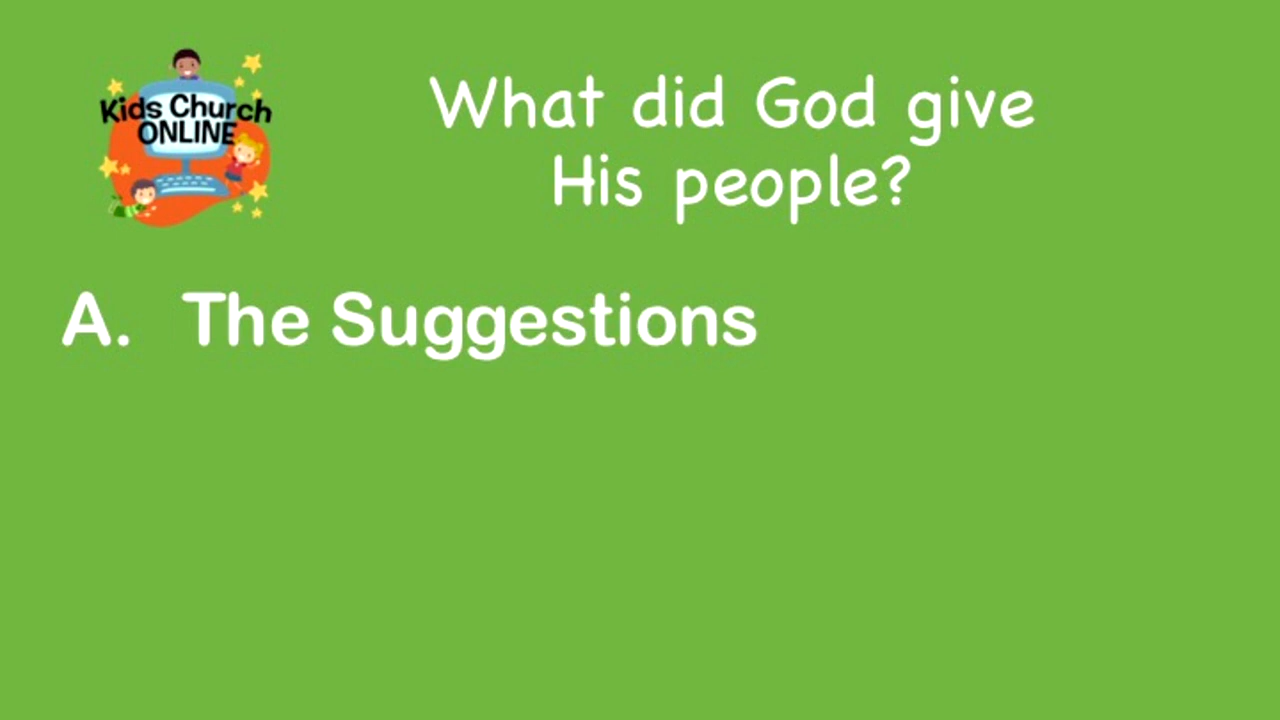 Kids Church
ONLINE
What did God give
His people?
A. The Suggestions